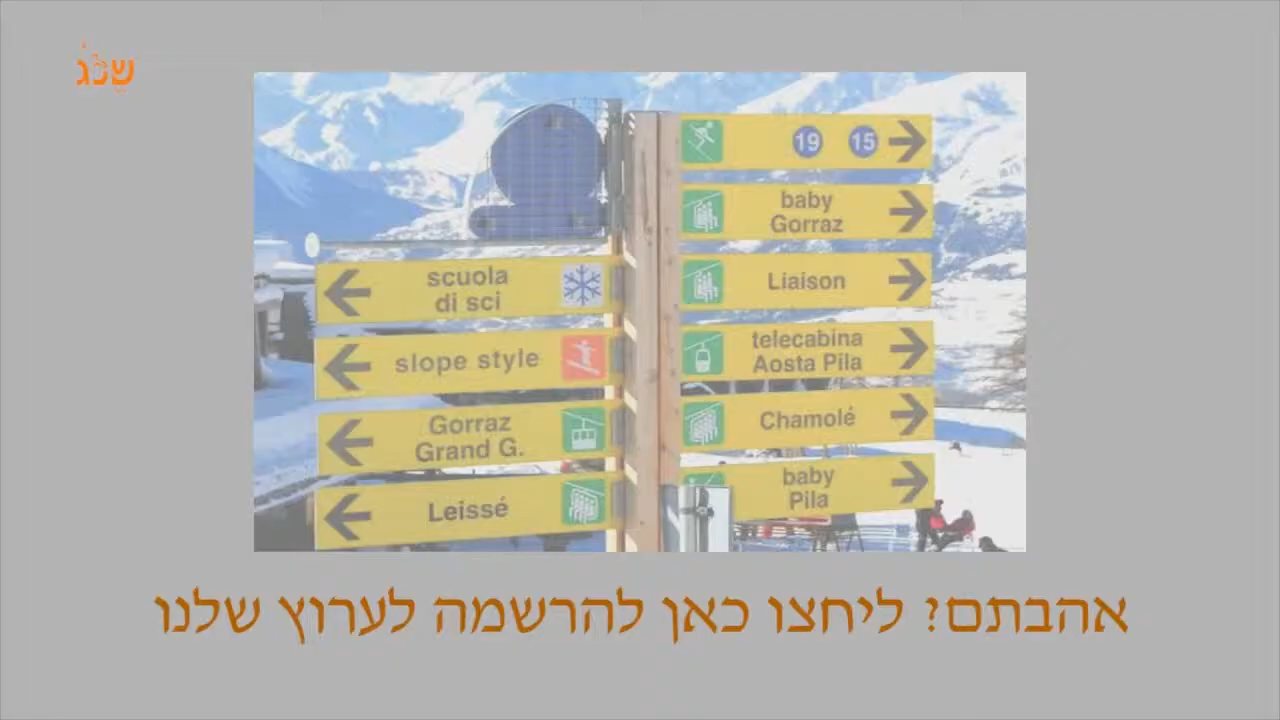 שלג
scuola
di sci
slope style
Gorraz
Grand G.
Leissé
19 15
baby
Gorraz
Liaison
telecabina
Aosta Pila
Chamolé
baby
Pila
אהבתם? ליחצו כאן להרשמה לערוץ שלנו